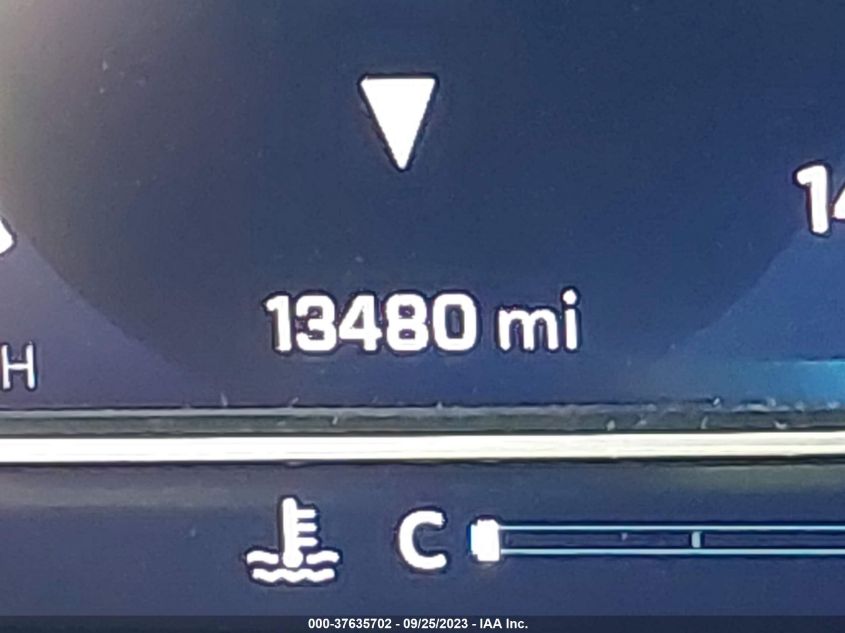 13480 mi
H
C
000-37635702 - 09/25/2023 - IAA Inc.